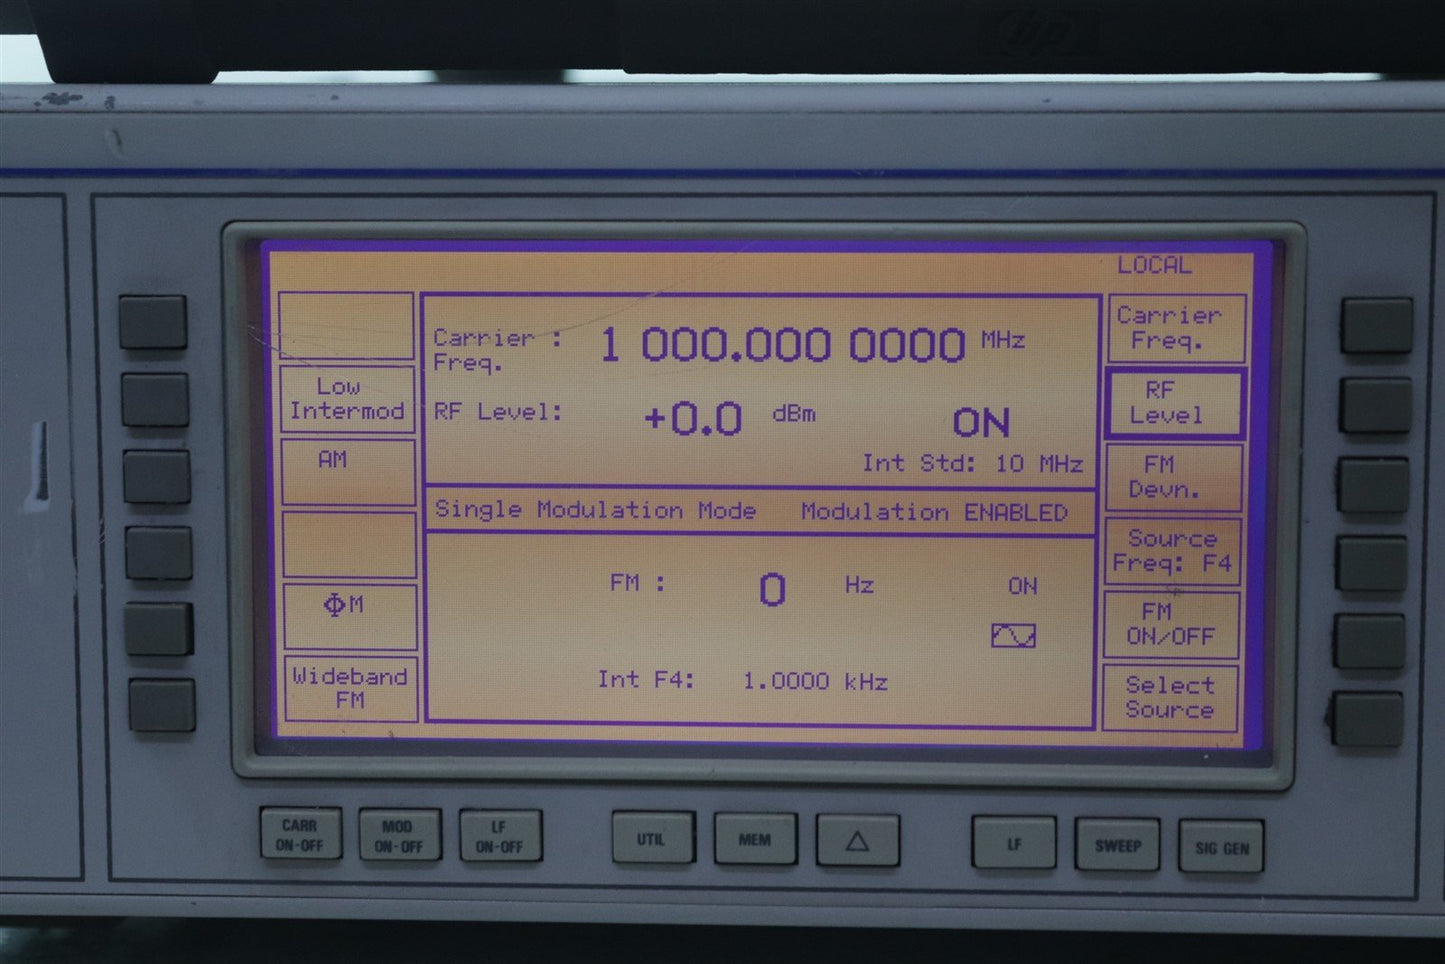 hp
LOCAL
Low
Intermod
AM
ΦM
Wideband
FM
Carrier :
Freq.
1 000.000 0000 MHz
RF Level: +0.0 dBm ON
Int Std: 10 MHz
Single Modulation Mode Modulation ENABLED
FM : 0 Hz ON
Int F4: 1.0000 kHz
Carrier
Freq.
RF
Level
FM
Devn.
Source
Freq: F4
FM
ON/OFF
Select
Source
CARR
ON-OFF
MOD
ON-OFF
LF
ON-OFF
UTIL
MEM
△
LF
SWEEP
SIG GEN